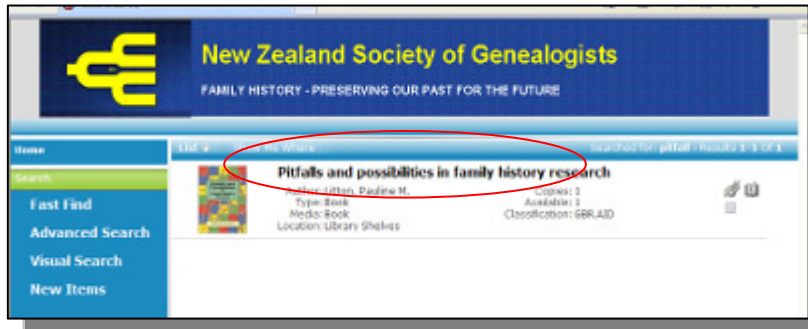 New Zealand Society of Genealogists
FAMILY HISTORY - PRESERVING OUR PAST FOR THE FUTURE
Home
List
Where
Searched for: pitfall - Results 1-1 of 1
Search
Pitfalls and possibilities in family history research
Author: Litton, Pauline M.
Copies: 1
Type: Book
Available: 1
Media: Book
Classification: GBR.AID
Location: Library Shelves
Fast Find
Advanced Search
Visual Search
New Items